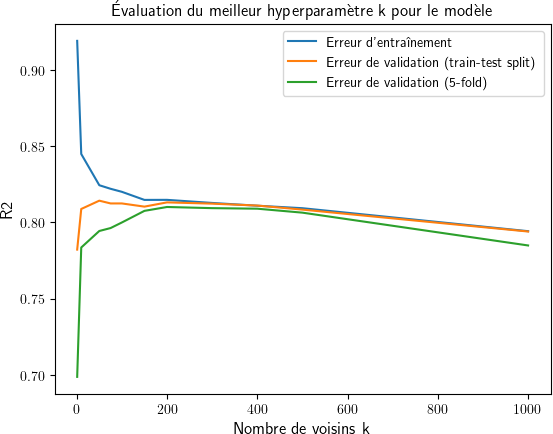 Évaluation du meilleur hyperparamètre k pour le modèle
Erreur d'entraînement
Erreur de validation (train-test split)
Erreur de validation (5-fold)
R2
0.90
0.85
0.80
0.75
0.70
0 200 400 600 800 1000
Nombre de voisins k